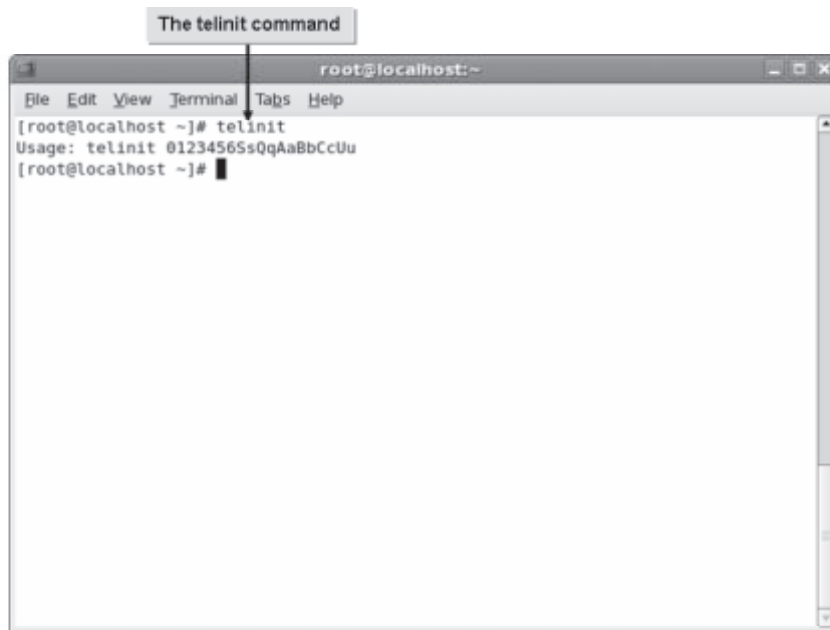 The telinit command
root@localhost:~
File Edit View Terminal Tabs Help
[root@localhost ~]# telinit
Usage: telinit 0123456SsQqAaBbCcUu
[root@localhost ~]#